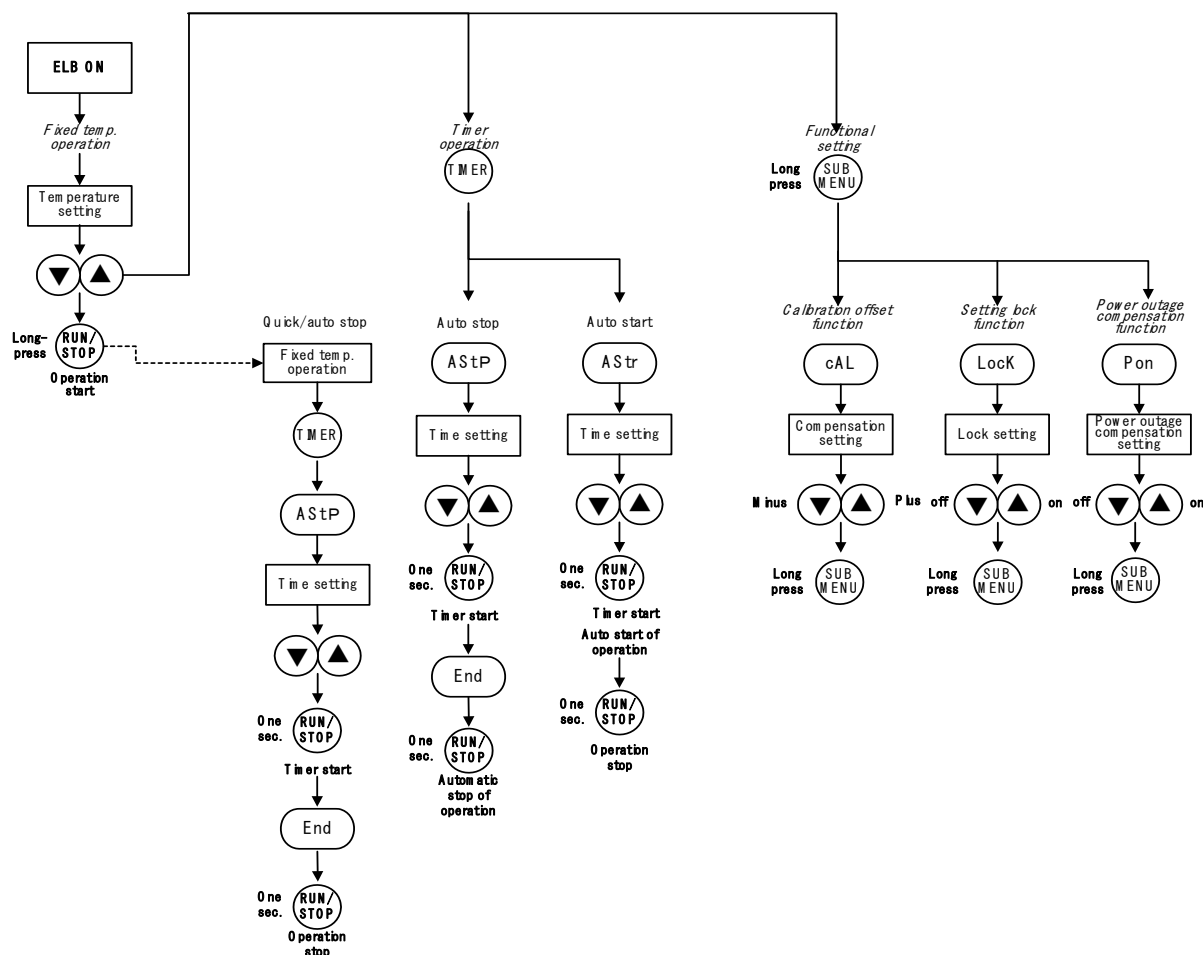 ELB ON
Fixed temp.
operation
Temperature
setting
▼ ▲
Long-
press
RUN/
STOP
Operation
start
Quick/auto stop
Fixed temp.
operation
TIMER
AStP
Time setting
▼ ▲
One
sec.
RUN/
STOP
Timer start
End
One
sec.
RUN/
STOP
Operation
stop
Timer
operation
TIMER
Auto stop
AStP
Time setting
▼ ▲
One
sec.
RUN/
STOP
Timer start
End
One
sec.
RUN/
STOP
Automatic
stop of
operation
Auto start
AStr
Time setting
▼ ▲
One
sec.
RUN/
STOP
Timer start
Auto start of
operation
One
sec.
RUN/
STOP
Operation
stop
Functional
setting
Long
press
SUB
MENU
Calibration offset
function
cAL
Compensation
setting
Minus ▼ ▲ Plus
Long
press
SUB
MENU
Setting lock
function
LocK
Lock setting
off ▼ ▲ on
Long
press
SUB
MENU
Power outage
compensation
function
Pon
Power outage
compensation
setting
off ▼ ▲ on
Long
press
SUB
MENU